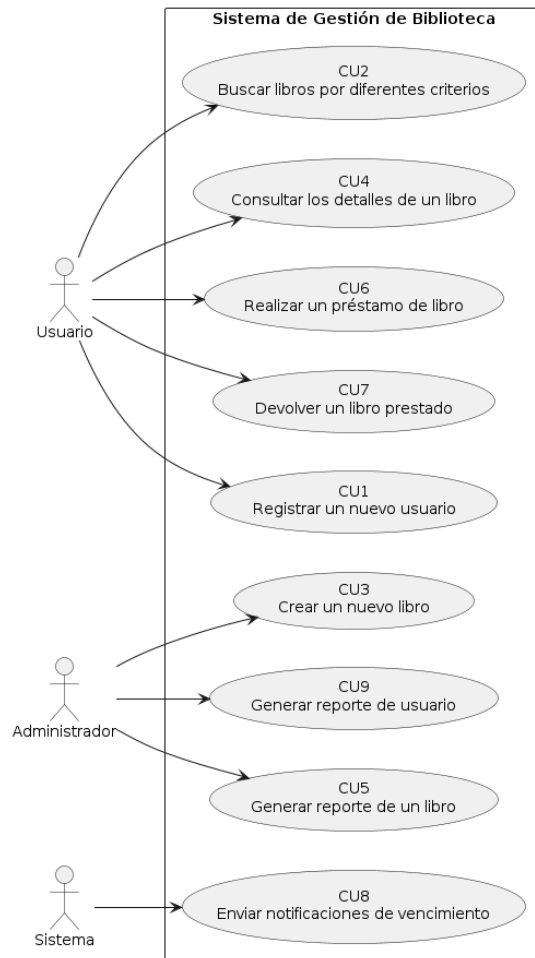 Sistema de Gestión de Biblioteca
CU2
Buscar libros por diferentes criterios
CU4
Consultar los detalles de un libro
CU6
Realizar un préstamo de libro
Usuario
CU7
Devolver un libro prestado
CU1
Registrar un nuevo usuario
CU3
Crear un nuevo libro
CU9
Generar reporte de usuario
Administrador
CU5
Generar reporte de un libro
CU8
Enviar notificaciones de vencimiento
Sistema